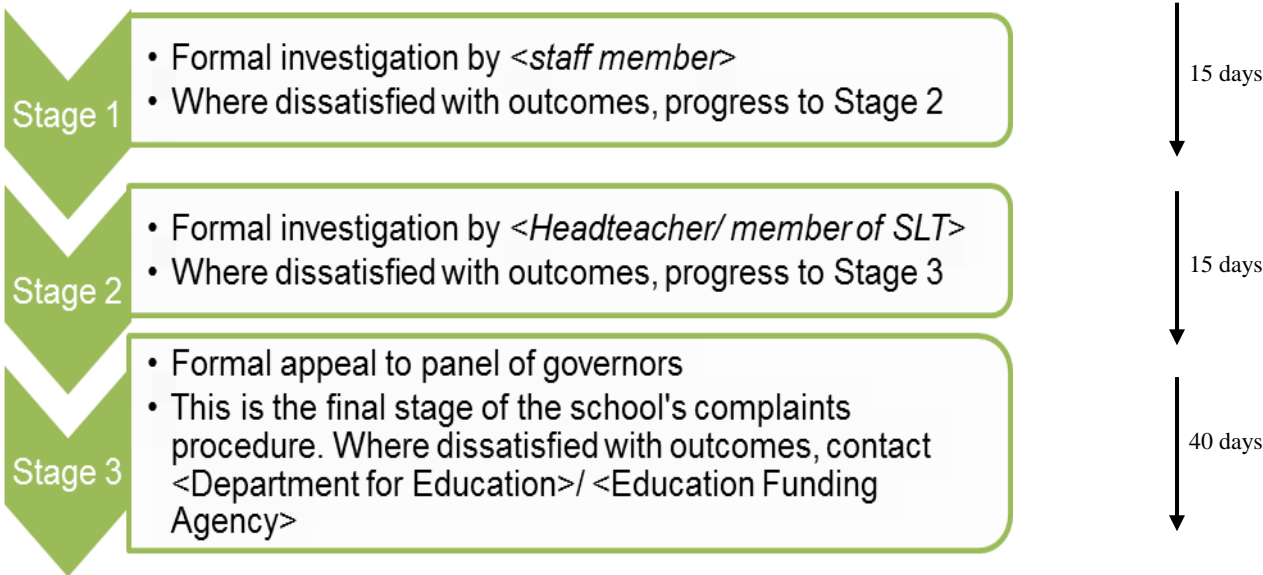 Stage 1
• Formal investigation by <staff member>
• Where dissatisfied with outcomes, progress to Stage 2
15 days
Stage 2
• Formal investigation by <Headteacher/ member of SLT>
• Where dissatisfied with outcomes, progress to Stage 3
15 days
Stage 3
• Formal appeal to panel of governors
• This is the final stage of the school's complaints
procedure. Where dissatisfied with outcomes, contact
<Department for Education>/ <Education Funding
Agency>
40 days